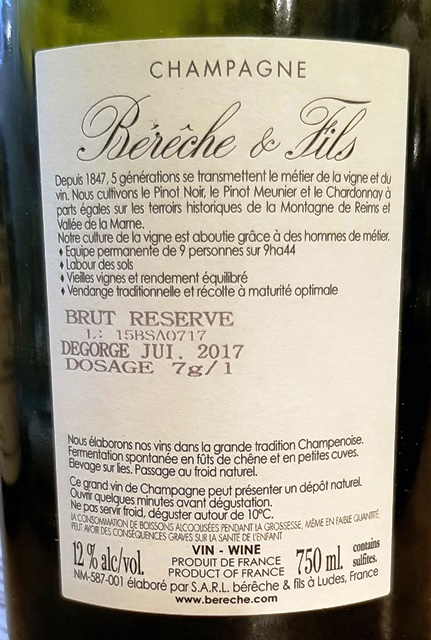 CHAMPAGNE
Bérêche & Fils
Depuis 1847, 5 générations se transmettent le métier de la vigne et du
vin. Nous cultivons le Pinot Noir, le Pinot Meunier et le Chardonnay à
parts égales sur les terroirs historiques de la Montagne de Reims et
Vallée de la Marne.
Notre culture de la vigne est aboutie grâce à des hommes de métier.
♦ Equipe permanente de 9 personnes sur 9ha44
♦ Labour des sols
♦ Vieilles vignes et rendement équilibré
♦ Vendange traditionnelle et récolte à maturité optimale
BRUT RESERVE
L: 15BSA0717
DEGORGE JUI. 2017
DOSAGE 7g/l
Nous élaborons nos vins dans la grande tradition Champenoise.
Fermentation spontanée en fûts de chêne et en petites cuves.
Elevage sur lies. Passage au froid naturel.
Ce grand vin de Champagne peut présenter un dépôt naturel.
Ouvrir quelques minutes avant dégustation.
Ne pas servir froid, déguster autour de 10°C.
LA CONSOMMATION DE BOISSONS ALCOOLISÉES PENDANT LA GROSSESSE, MÊME EN FAIBLE QUANTITÉ,
PEUT AVOIR DES CONSÉQUENCES GRAVES SUR LA SANTÉ DE L'ENFANT
12 % alc/vol. VIN - WINE 750 ml. contains
PRODUIT DE FRANCE sulfites.
PRODUCT OF FRANCE
NM-587-001 élaboré par S.A.R.L. bérêche & fils à Ludes, France
www.bereche.com